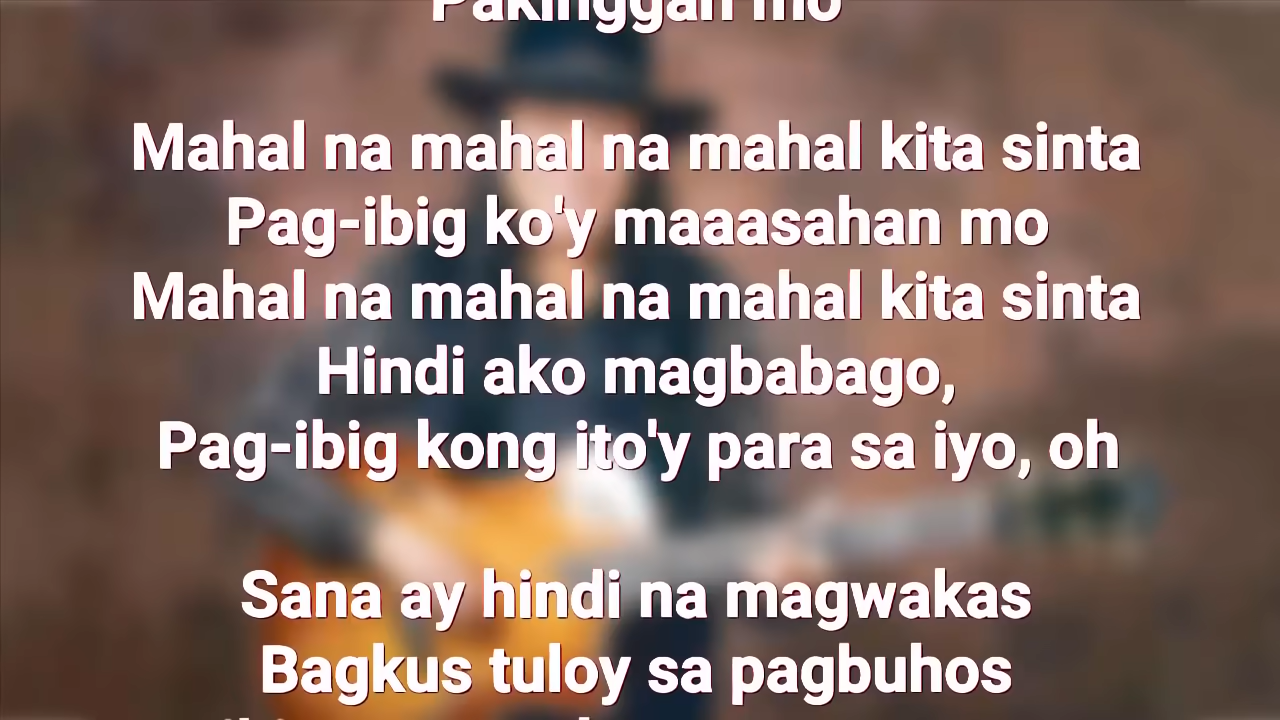 Pakinggan mo
Mahal na mahal na mahal kita sinta
Pag-ibig ko'y maaasahan mo
Mahal na mahal na mahal kita sinta
Hindi ako magbabago,
Pag-ibig kong ito'y para sa iyo, oh
Sana ay hindi na magwakas
Bagkus tuloy sa pagbuhos